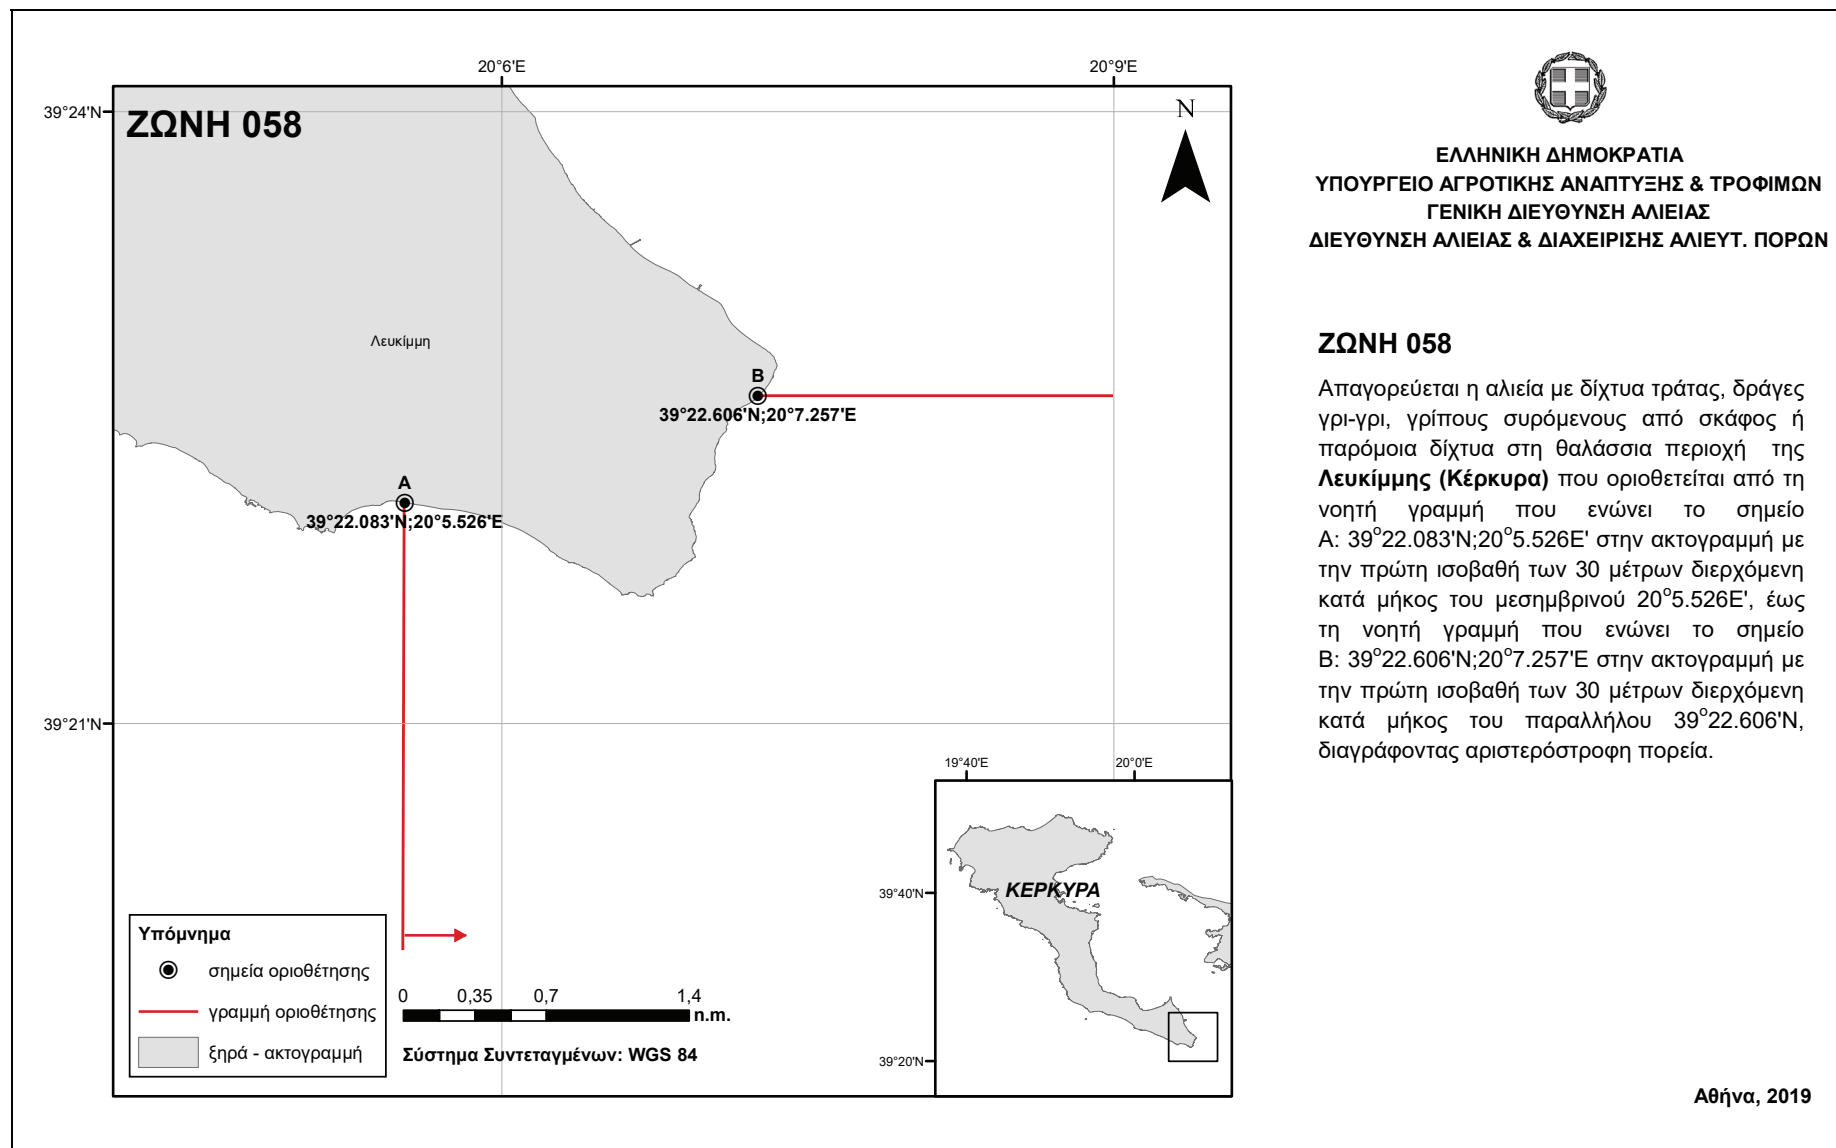 20°6'E
20°9'E
39°24'N
ΖΩΝΗ 058
N
Λευκίμμη
B
39°22.606'N;20°7.257'E
A
39°22.083'N;20°5.526'E
39°21'N
19°40'E
20°0'E
39°40'N
ΚΕΡΚΥΡΑ
39°20'N
Υπόμνημα
σημεία οριοθέτησης
γραμμή οριοθέτησης
ξηρά - ακτογραμμή
0 0,35 0,7 1,4
n.m.
Σύστημα Συντεταγμένων: WGS 84
ΕΛΛΗΝΙΚΗ ΔΗΜΟΚΡΑΤΙΑ
ΥΠΟΥΡΓΕΙΟ ΑΓΡΟΤΙΚΗΣ ΑΝΑΠΤΥΞΗΣ & ΤΡΟΦΙΜΩΝ
ΓΕΝΙΚΗ ΔΙΕΥΘΥΝΣΗ ΑΛΙΕΙΑΣ
ΔΙΕΥΘΥΝΣΗ ΑΛΙΕΙΑΣ & ΔΙΑΧΕΙΡΙΣΗΣ ΑΛΙΕΥΤ. ΠΟΡΩΝ
ΖΩΝΗ 058
Απαγορεύεται η αλιεία με δίχτυα τράτας, δράγες
γρι-γρι, γρίπους συρόμενους από σκάφος ή
παρόμοια δίχτυα στη θαλάσσια περιοχή της
Λευκίμμης (Κέρκυρα) που οριοθετείται από τη
νοητή γραμμή που ενώνει το σημείο
Α: 39°22.083'N;20°5.526E' στην ακτογραμμή με
την πρώτη ισοβαθή των 30 μέτρων διερχόμενη
κατά μήκος του μεσημβρινού 20°5.526E', έως
τη νοητή γραμμή που ενώνει το σημείο
Β: 39°22.606'N;20°7.257'E στην ακτογραμμή με
την πρώτη ισοβαθή των 30 μέτρων διερχόμενη
κατά μήκος του παραλλήλου 39°22.606'N,
διαγράφοντας αριστερόστροφη πορεία.
Αθήνα, 2019